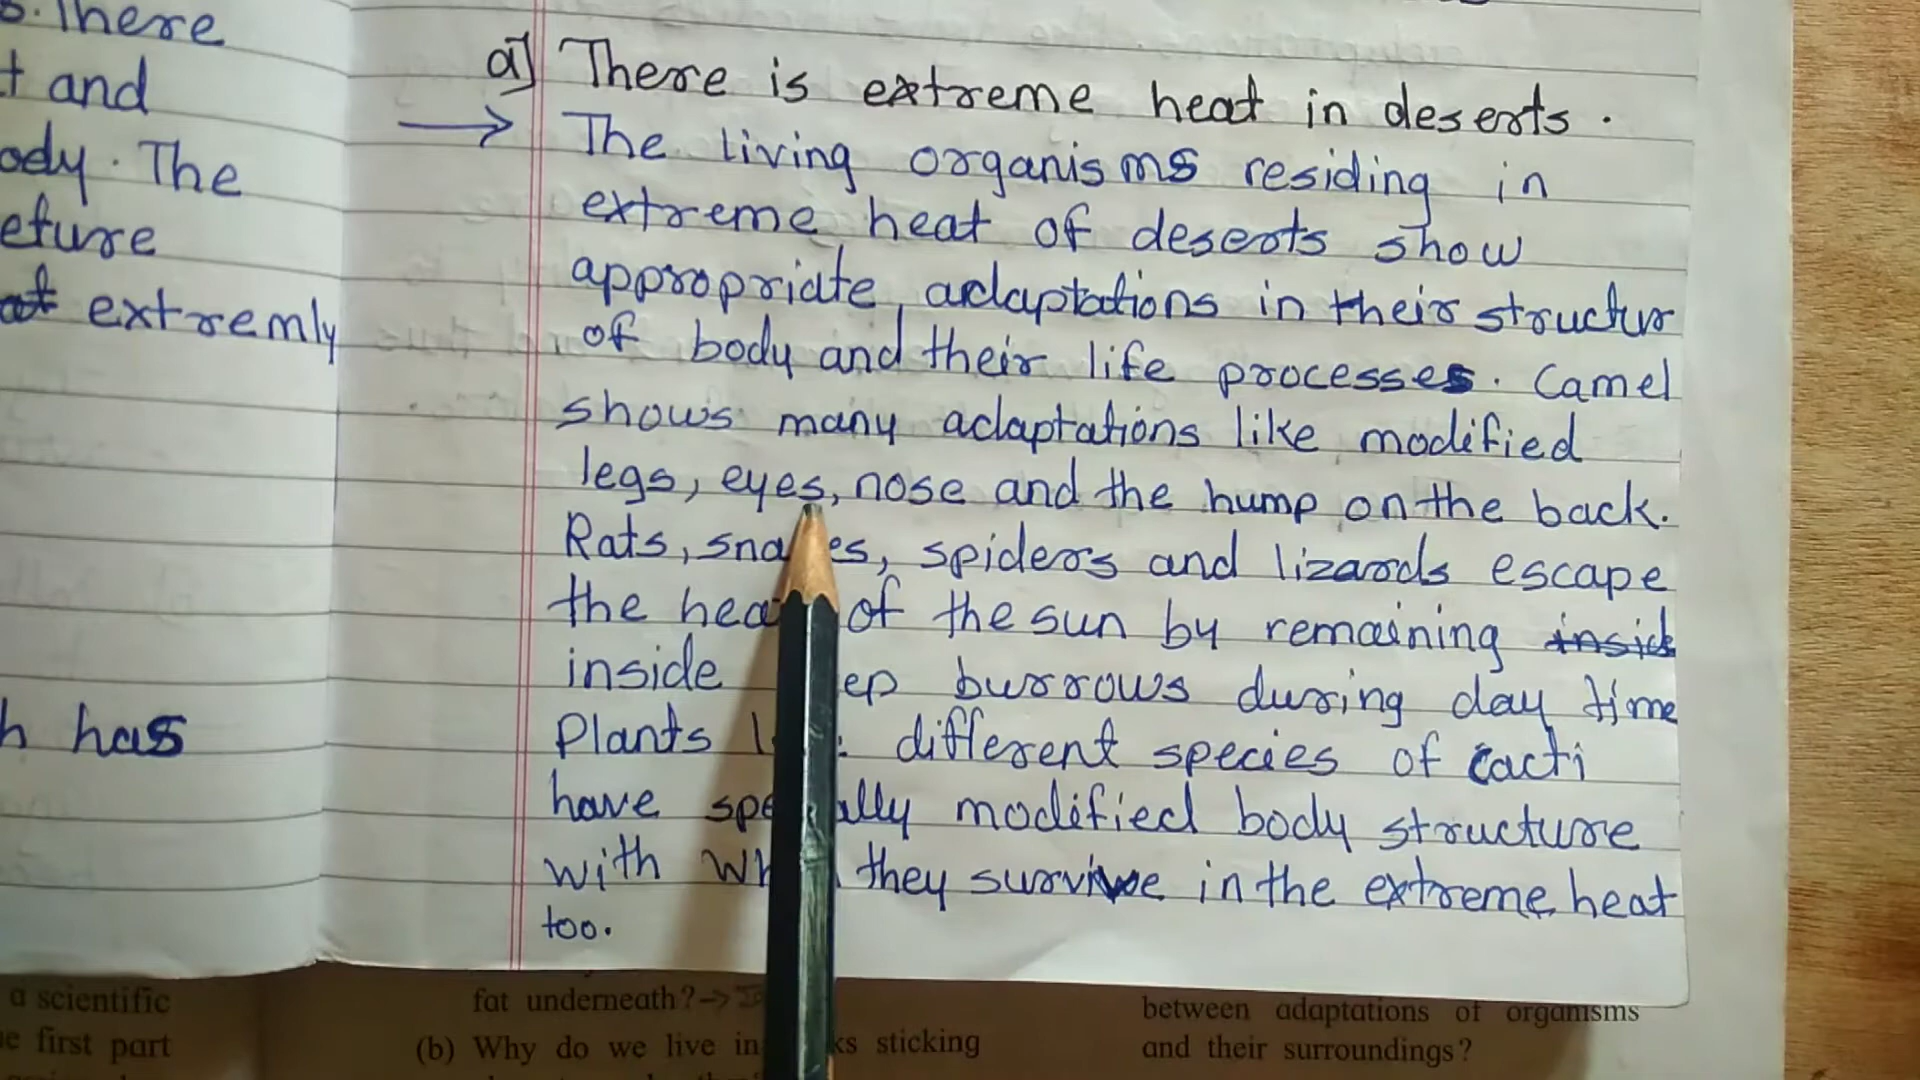 s. There
t and
ody. The
eture
extremly
h has
a] There is extreme heat in deserts.
→ The living organisms residing in
extreme heat of deserts show
appropriate, adaptations in their structur
of body and their life processes. Camel
shows many adaptations like modified
legs, eyes, nose and the hump on the back.
Rats, sna es, spiders and lizards escape
the hea of the sun by remaining insid
inside ep burrows during day time
Plants l different species of cacti
have spe ally modified body structure
with wh they survive in the extreme heat
too.
a scientific
e first part
fat underneath? →
(b) Why do we live in ks sticking
between adaptations of organisms
and their surroundings?